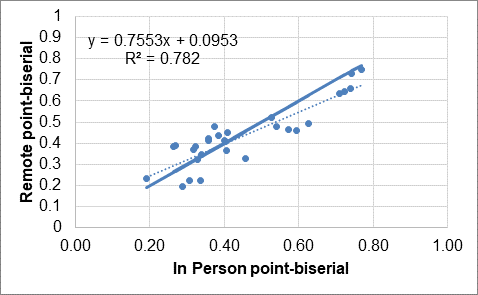 y = 0.7553x + 0.0953
R² = 0.782
Remote point-biserial
1
0.9
0.8
0.7
0.6
0.5
0.4
0.3
0.2
0.1
0
0.00 0.20 0.40 0.60 0.80 1.00
In Person point-biserial